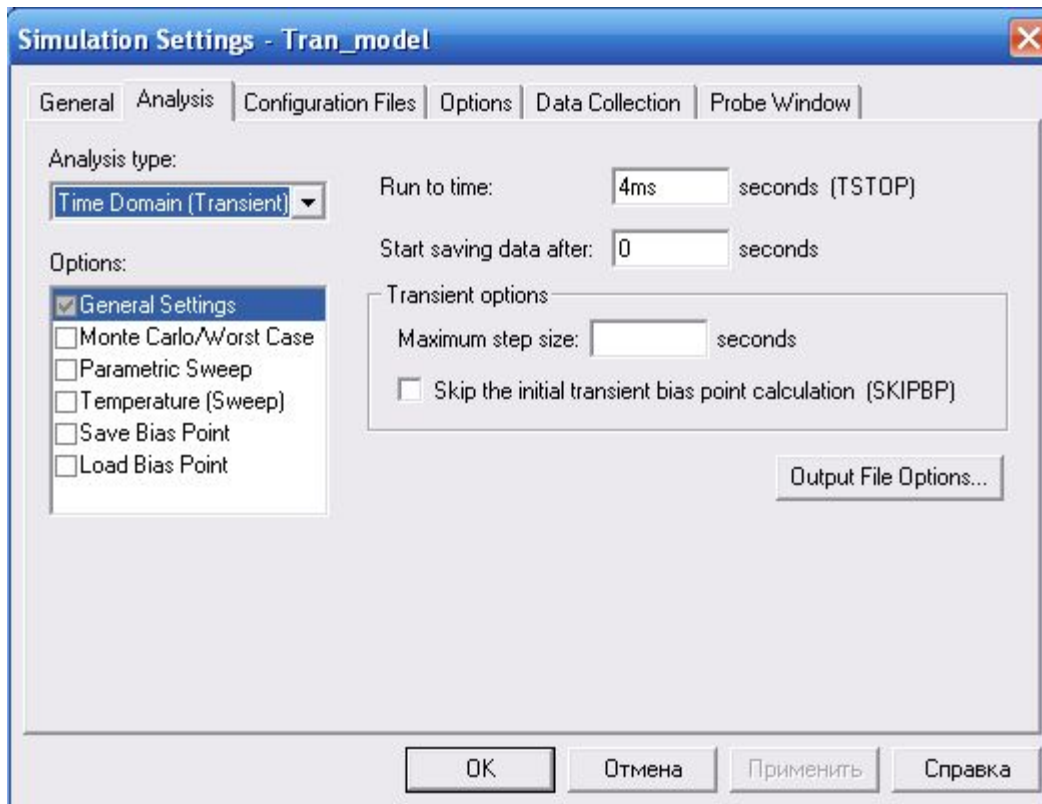 Simulation Settings - Tran_model
General Analysis Configuration Files Options Data Collection Probe Window
Analysis type:
Time Domain (Transient)
Options:
General Settings
Monte Carlo/Worst Case
Parametric Sweep
Temperature (Sweep)
Save Bias Point
Load Bias Point
Run to time: 4ms seconds (TSTOP)
Start saving data after: 0 seconds
Transient options
Maximum step size: seconds
Skip the initial transient bias point calculation (SKIPBP)
Output File Options...
OK Отмена Применить Справка